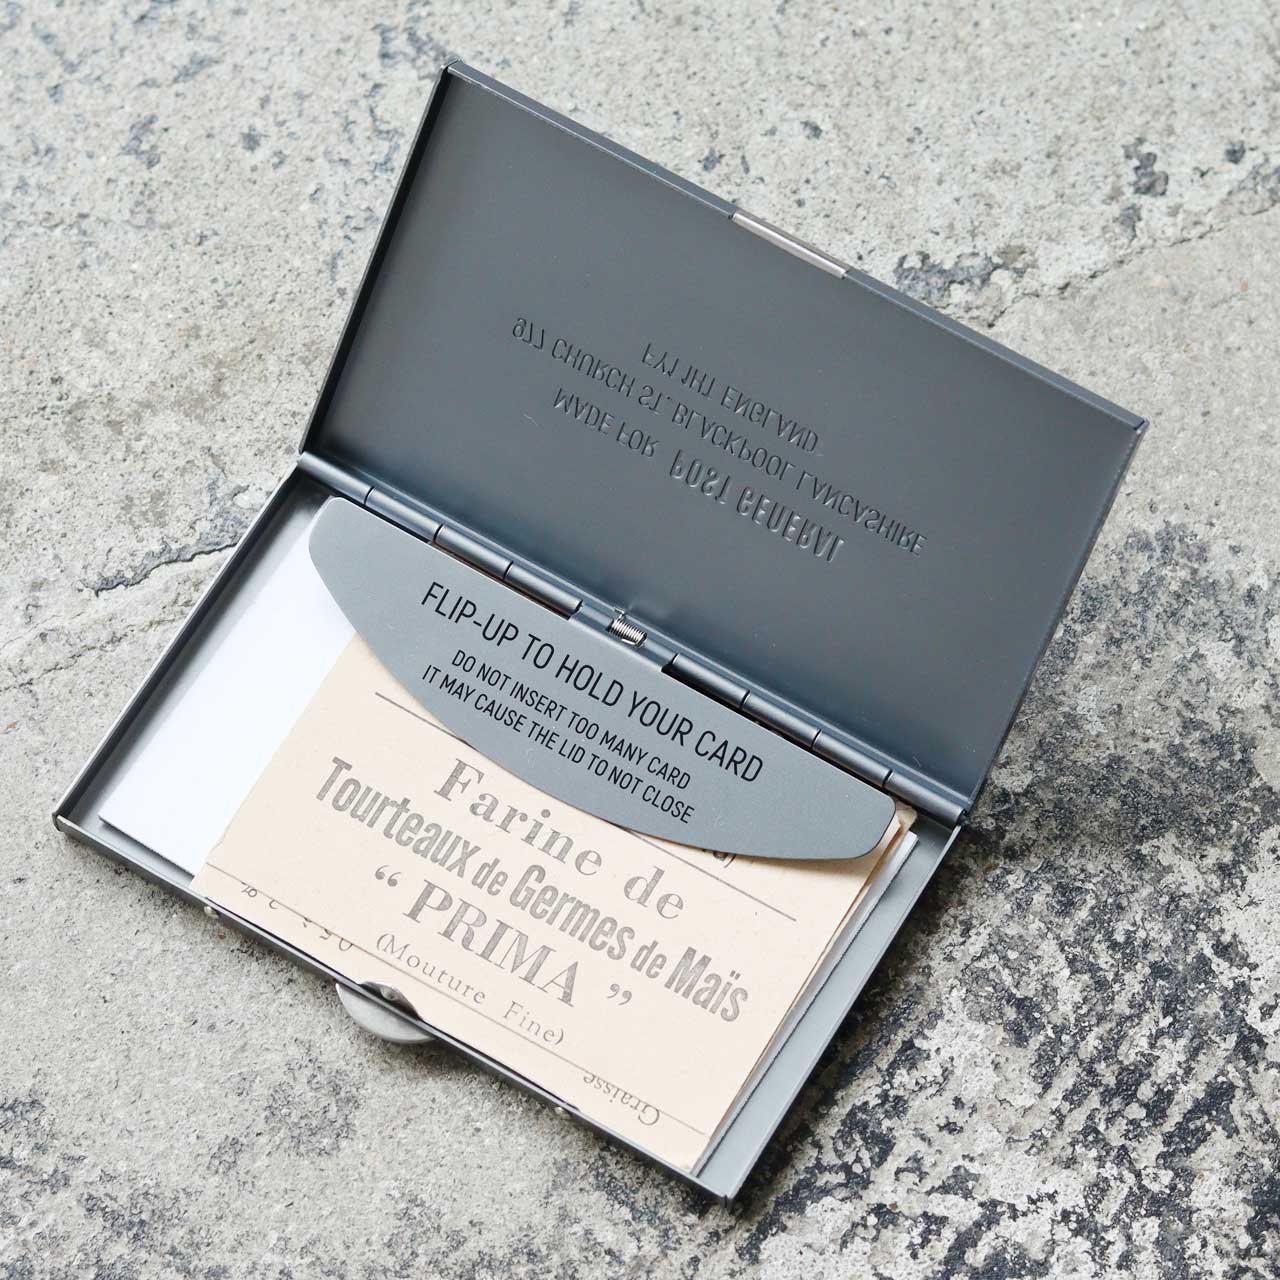 MADE FOR POST GENERAL
977 CHURCH ST. BLACKPOOL LANCASHIRE
FY1 1HT ENGLAND
FLIP-UP TO HOLD YOUR CARD
DO NOT INSERT TOO MANY CARD
IT MAY CAUSE THE LID TO NOT CLOSE
Farine de
Tourteaux de Germes de Maïs
“ PRIMA ”
(Mouture Fine)
Graisse